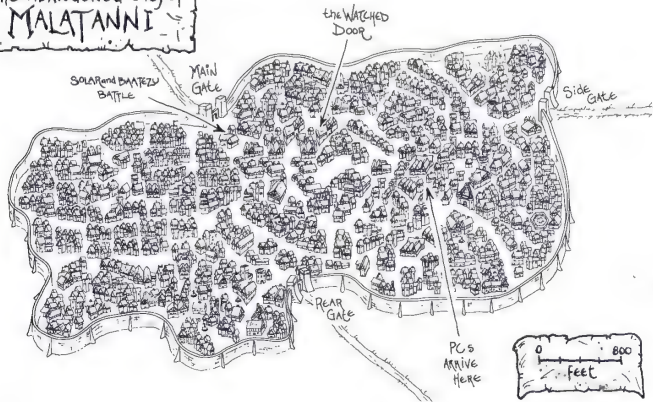 MALATANNI
the WATCHED
DOOR
SOLAR and BAATEZU
BATTLE
MAIN
GATE
SIDE
GATE
REAR
GATE
PCs
ARRIVE
HERE
0 800
feet